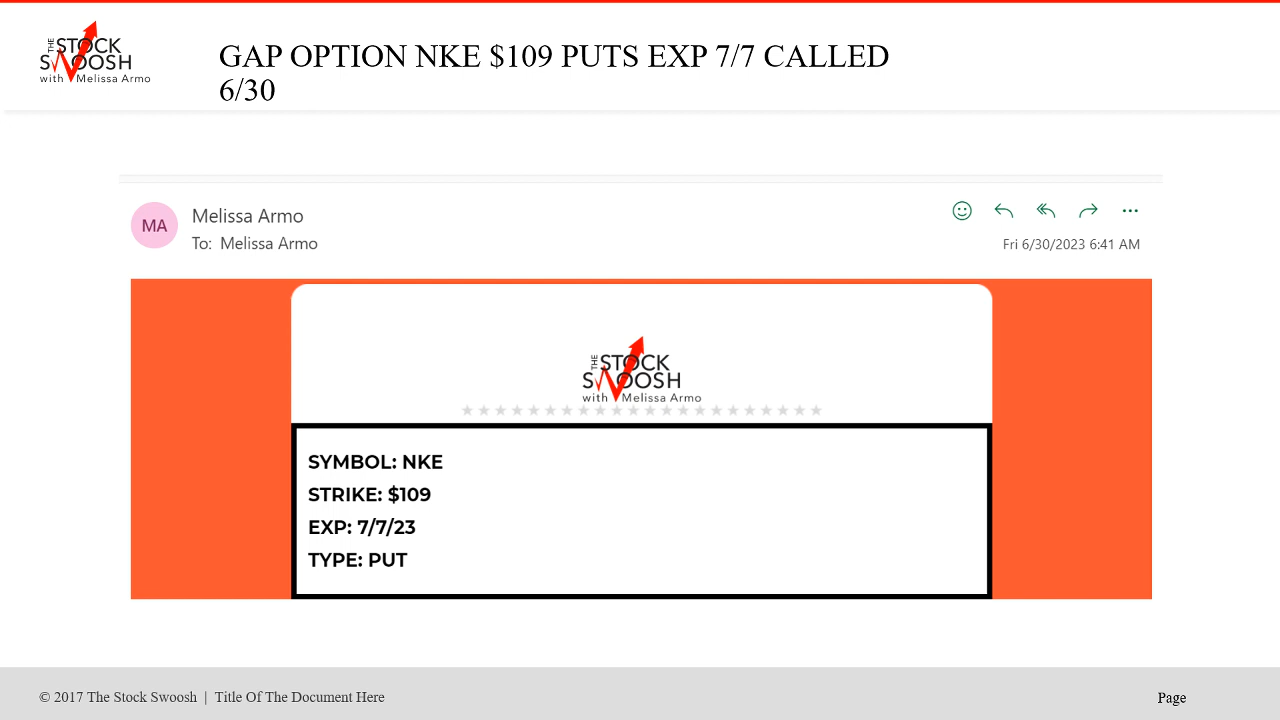 THE
STOCK
SWOOSH
with Melissa Armo
GAP OPTION NKE $109 PUTS EXP 7/7 CALLED
6/30
MA
Melissa Armo
To: Melissa Armo
Fri 6/30/2023 6:41 AM
THE
STOCK
SWOOSH
with Melissa Armo
SYMBOL: NKE
STRIKE: $109
EXP: 7/7/23
TYPE: PUT
© 2017 The Stock Swoosh | Title Of The Document Here
Page